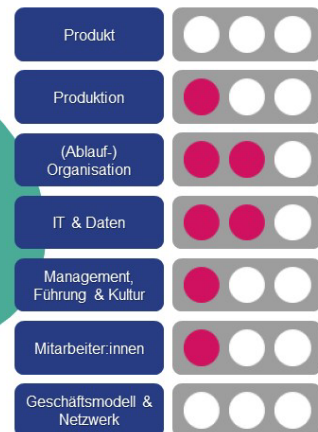 Produkt
Produktion
(Ablauf-)
Organisation
IT & Daten
Management,
Führung & Kultur
Mitarbeiter:innen
Geschäftsmodell &
Netzwerk